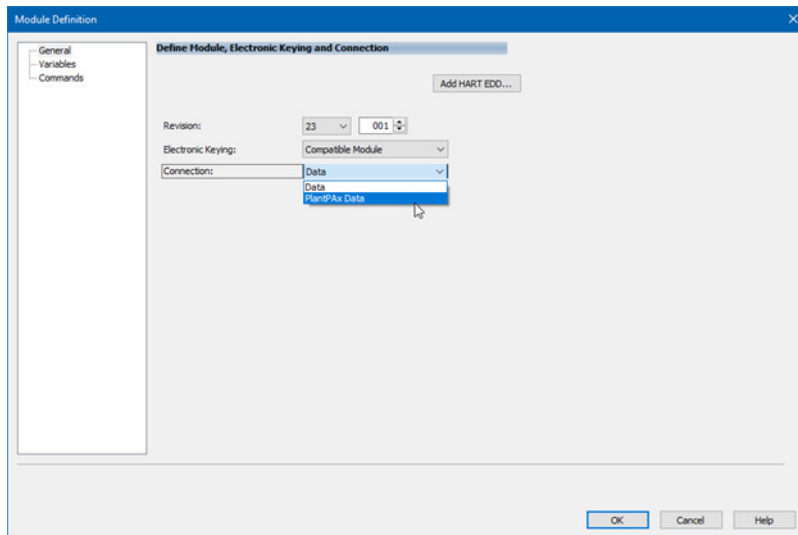 Module Definition
General
Variables
Commands
Define Module, Electronic Keying and Connection
Add HART EDD...
Revision: 23 001
Electronic Keying: Compatible Module
Connection: Data
Data
PlantPAx Data
OK Cancel Help